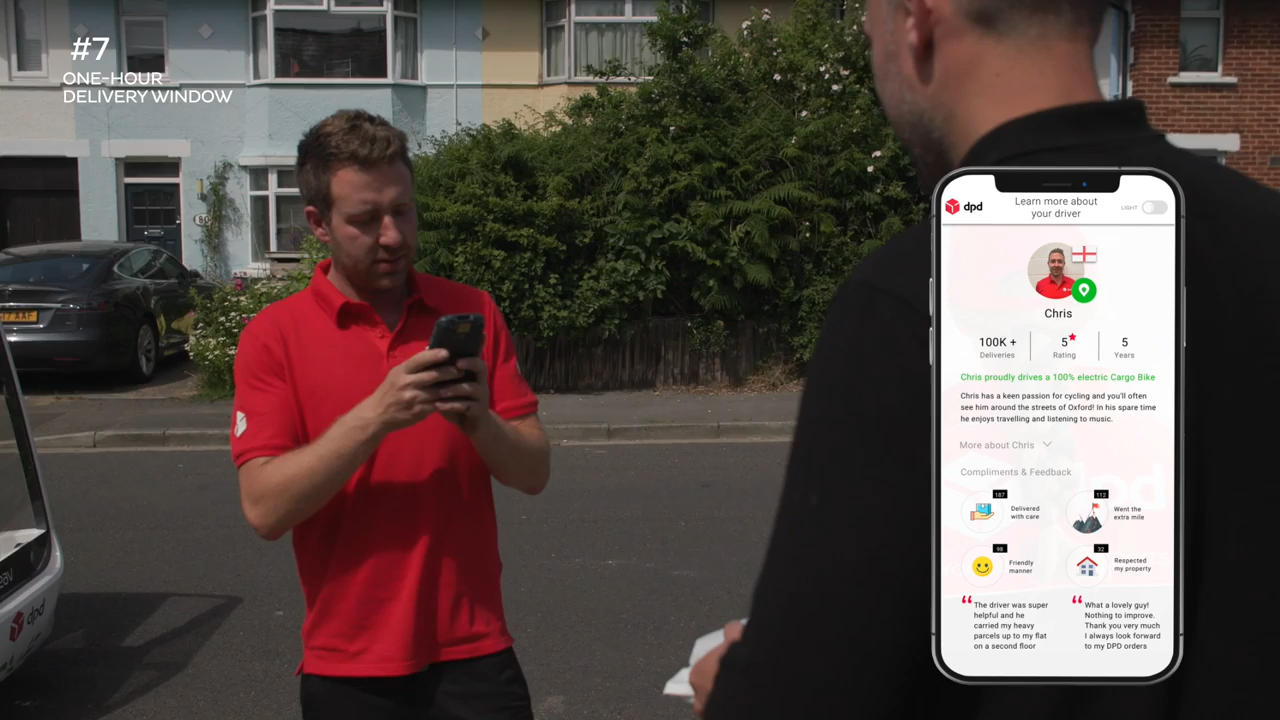 #7
ONE-HOUR
DELIVERY WINDOW
80
17 AAF
eav
dpd
dpd
Learn more about
your driver
LIGHT
Chris
100K +
Deliveries
5
Rating
5
Years
Chris proudly drives a 100% electric Cargo Bike
Chris has a keen passion for cycling and you'll often
see him around the streets of Oxford! In his spare time
he enjoys travelling and listening to music.
More about Chris
Compliments & Feedback
187
Delivered
with care
112
Went the
extra mile
98
Friendly
manner
32
Respected
my property
“ The driver was super
helpful and he
carried my heavy
parcels up to my flat
on a second floor
“ What a lovely guy!
Nothing to improve.
Thank you very much
I always look forward
to my DPD orders